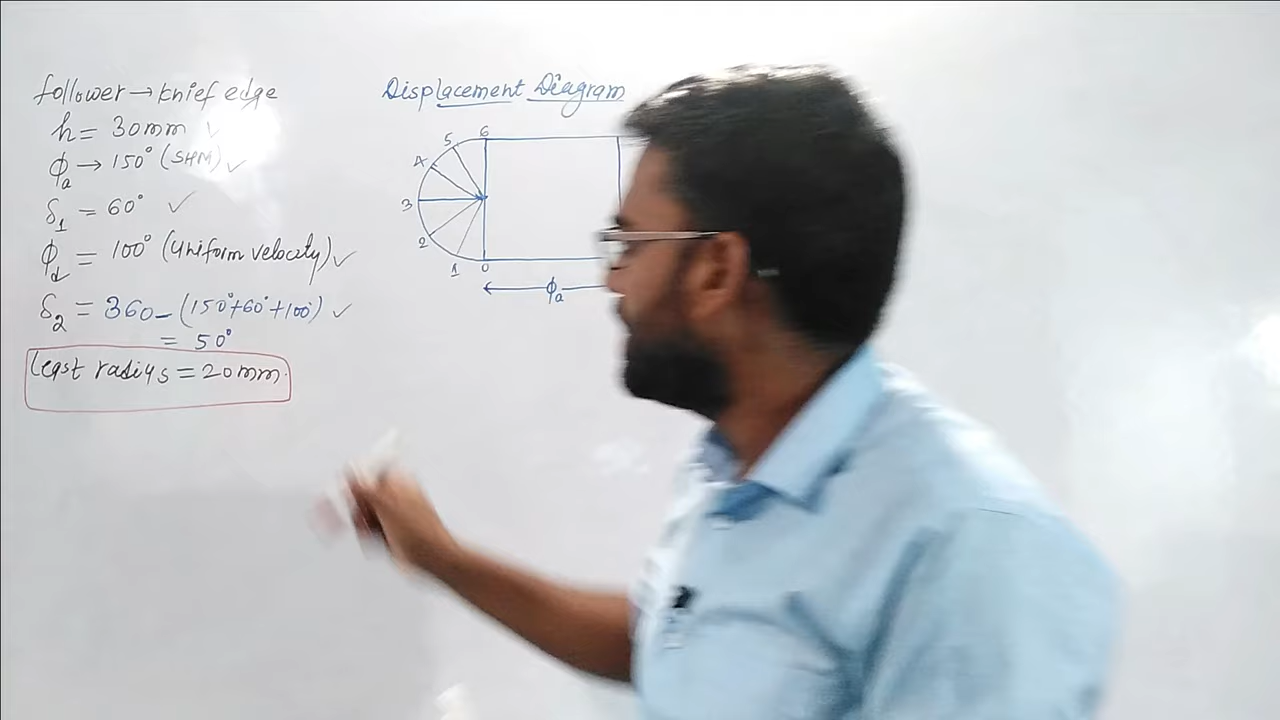 follower → knief edge
h = 30mm ✓
ϕa → 150° (SHM) ✓
δ1 = 60° ✓
ϕd = 100° (Uniform velocity) ✓
δ2 = 360 - (150°+60°+100°) ✓
= 50°
least radius = 20mm.
Displacement Diagram
6
5
4
3
2
1
0
ϕa